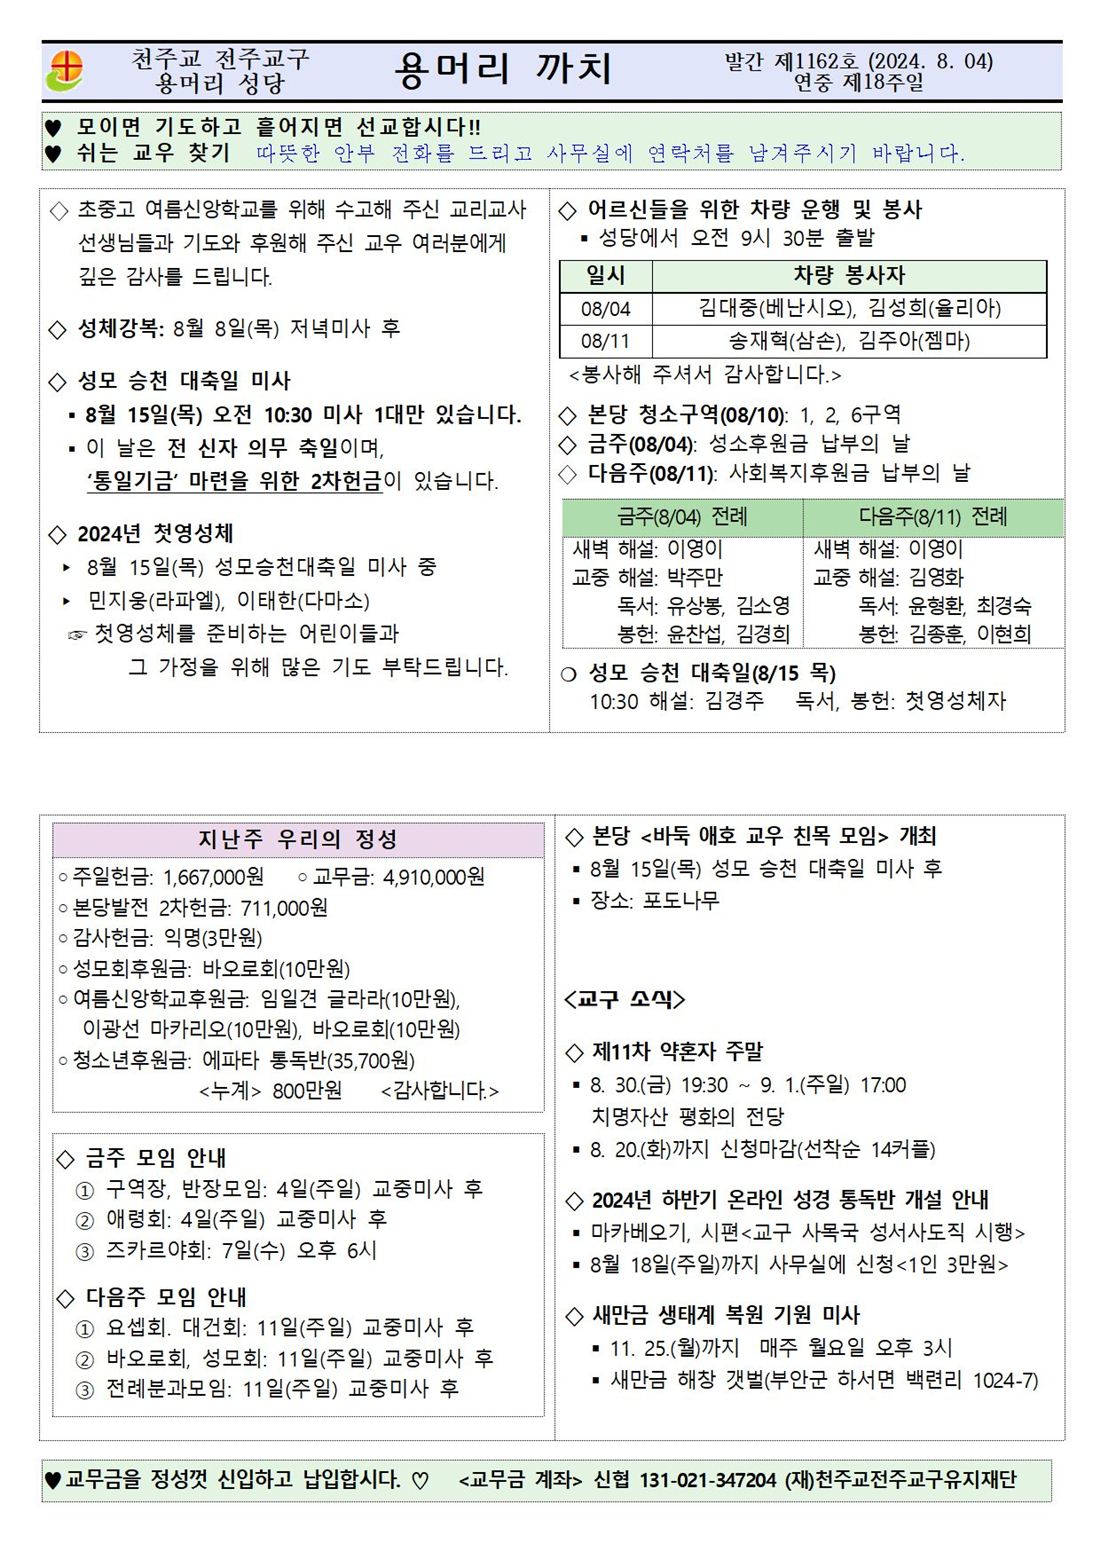 천주교 전주교구
용머리 성당
용머리 까치
발간 제1162호 (2024. 8. 04)
연중 제18주일
♥ 모이면 기도하고 흩어지면 선교합시다!!
♥ 쉬는 교우 찾기 따뜻한 안부 전화를 드리고 사무실에 연락처를 남겨주시기 바랍니다.
◇ 초중고 여름신앙학교를 위해 수고해 주신 교리교사
선생님들과 기도와 후원해 주신 교우 여러분에게
깊은 감사를 드립니다.
◇ 성체강복: 8월 8일(목) 저녁미사 후
◇ 성모 승천 대축일 미사
▪ 8월 15일(목) 오전 10:30 미사 1대만 있습니다.
▪ 이 날은 전 신자 의무 축일이며,
‘통일기금’ 마련을 위한 2차헌금이 있습니다.
◇ 2024년 첫영성체
▸ 8월 15일(목) 성모승천대축일 미사 중
▸ 민지웅(라파엘), 이태한(다마소)
☞ 첫영성체를 준비하는 어린이들과
그 가정을 위해 많은 기도 부탁드립니다.
◇ 어르신들을 위한 차량 운행 및 봉사
▪ 성당에서 오전 9시 30분 출발
일시 차량 봉사자
08/04 김대중(베난시오), 김성희(율리아)
08/11 송재혁(삼손), 김주아(젬마)
<봉사해 주셔서 감사합니다.>
◇ 본당 청소구역(08/10): 1, 2, 6구역
◇ 금주(08/04): 성소후원금 납부의 날
◇ 다음주(08/11): 사회복지후원금 납부의 날
금주(8/04) 전례 다음주(8/11) 전례
새벽 해설: 이영이 새벽 해설: 이영이
교중 해설: 박주만 교중 해설: 김영화
독서: 유상봉, 김소영 독서: 윤형환, 최경숙
봉헌: 윤찬섭, 김경희 봉헌: 김종훈, 이현희
❍ 성모 승천 대축일(8/15 목)
10:30 해설: 김경주 독서, 봉헌: 첫영성체자
지난주 우리의 정성
○ 주일헌금: 1,667,000원 ○ 교무금: 4,910,000원
○ 본당발전 2차헌금: 711,000원
○ 감사헌금: 익명(3만원)
○ 성모회후원금: 바오로회(10만원)
○ 여름신앙학교후원금: 임일견 글라라(10만원),
이광선 마카리오(10만원), 바오로회(10만원)
○ 청소년후원금: 에파타 통독반(35,700원)
<누계> 800만원 <감사합니다.>
◇ 금주 모임 안내
① 구역장, 반장모임: 4일(주일) 교중미사 후
② 애령회: 4일(주일) 교중미사 후
③ 즈카르야회: 7일(수) 오후 6시
◇ 다음주 모임 안내
① 요셉회. 대건회: 11일(주일) 교중미사 후
② 바오로회, 성모회: 11일(주일) 교중미사 후
③ 전례분과모임: 11일(주일) 교중미사 후
◇ 본당 <바둑 애호 교우 친목 모임> 개최
▪ 8월 15일(목) 성모 승천 대축일 미사 후
▪ 장소: 포도나무
<교구 소식>
◇ 제11차 약혼자 주말
▪ 8. 30.(금) 19:30 ~ 9. 1.(주일) 17:00
치명자산 평화의 전당
▪ 8. 20.(화)까지 신청마감(선착순 14커플)
◇ 2024년 하반기 온라인 성경 통독반 개설 안내
▪ 마카베오기, 시편<교구 사목국 성서사도직 시행>
▪ 8월 18일(주일)까지 사무실에 신청<1인 3만원>
◇ 새만금 생태계 복원 기원 미사
▪ 11. 25.(월)까지 매주 월요일 오후 3시
▪ 새만금 해창 갯벌(부안군 하서면 백련리 1024-7)
♥교무금을 정성껏 신입하고 납입합시다. ♡ <교무금 계좌> 신협 131-021-347204 (재)천주교전주교구유지재단